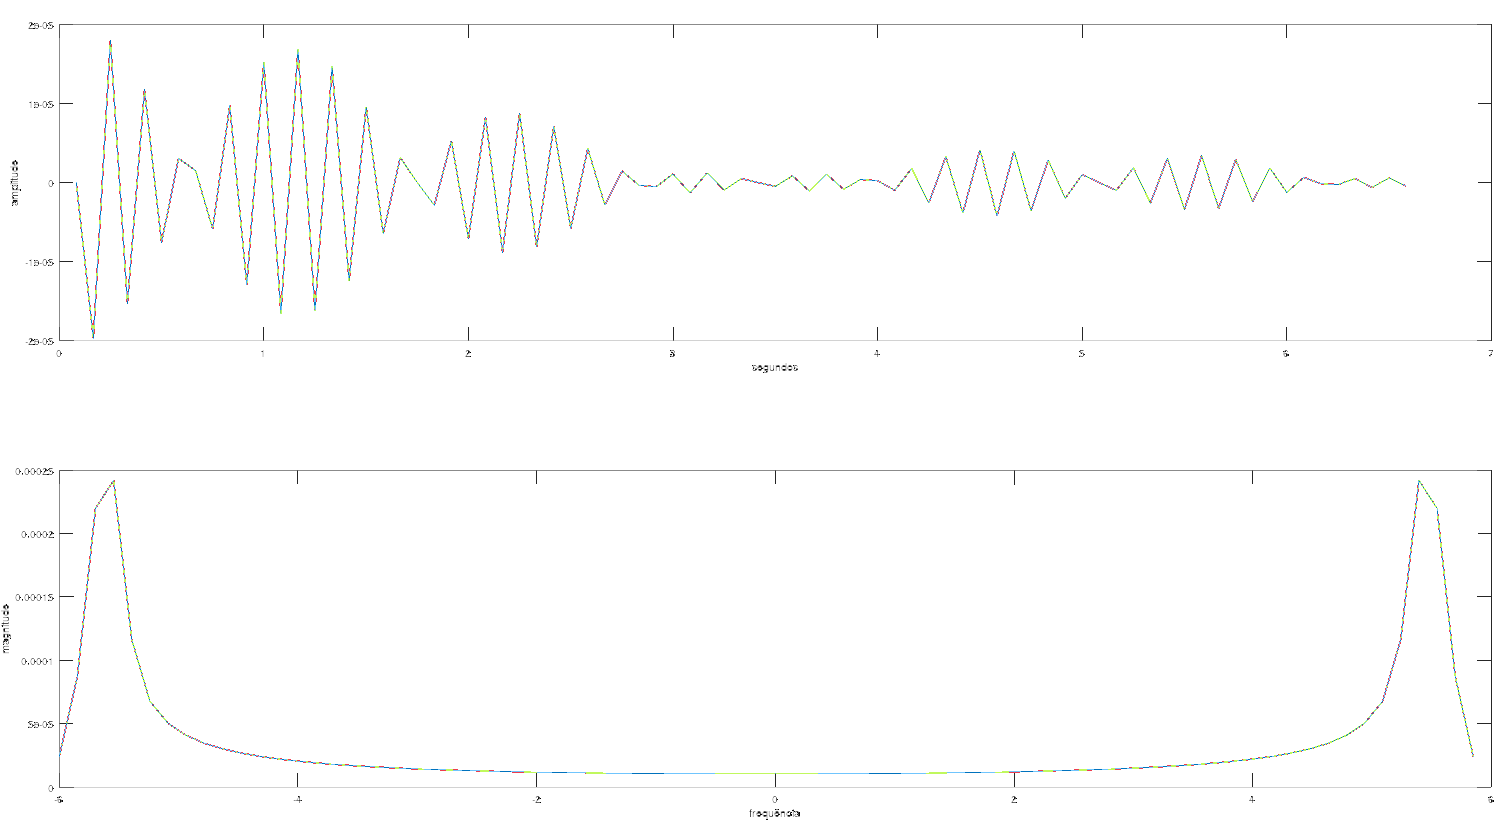 2e-05
1e-05
0
-1e-05
-2e-05
amplitude
0 1 2 3 4 5 6 7
segundos
0.00025
0.0002
0.00015
0.0001
5e-05
0
magnitude
-6 -4 -2 0 2 4 6
frequência